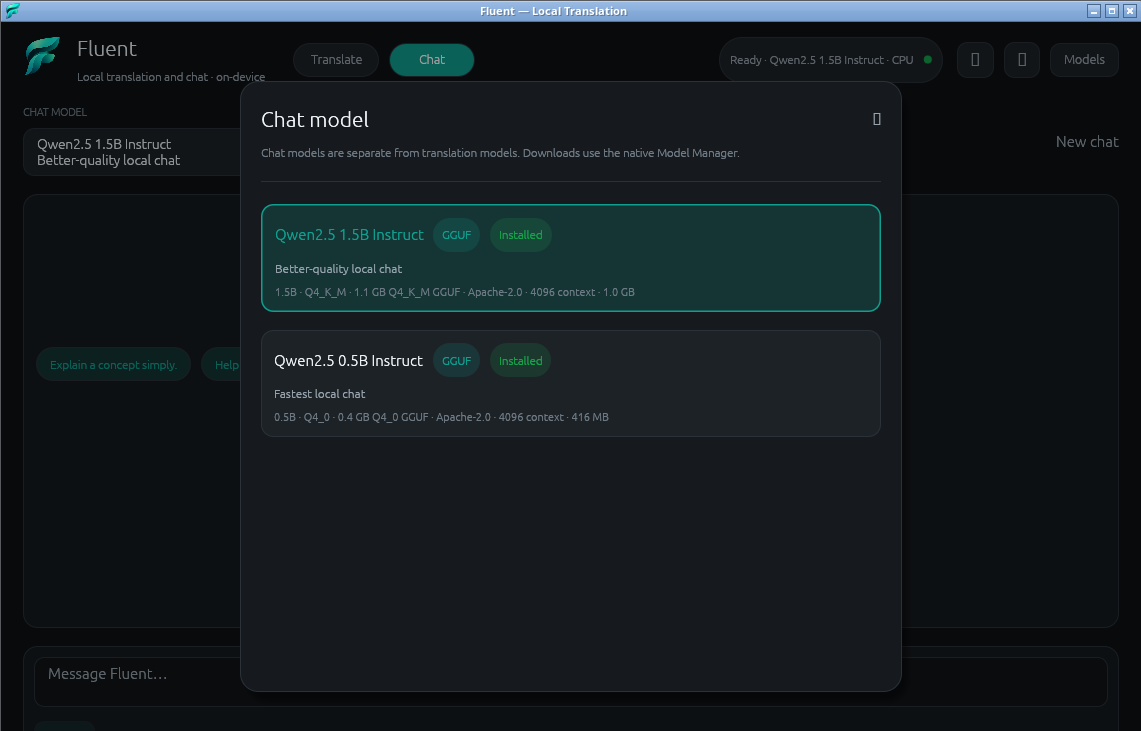 Fluent — Local Translation
Fluent
Local translation and chat · on-device
Translate
Chat
Ready · Qwen2.5 1.5B Instruct · CPU
Models
CHAT MODEL
Qwen2.5 1.5B Instruct
Better-quality local chat
New chat
Chat model
Chat models are separate from translation models. Downloads use the native Model Manager.
Qwen2.5 1.5B Instruct GGUF Installed
Better-quality local chat
1.5B · Q4_K_M · 1.1 GB Q4_K_M GGUF · Apache-2.0 · 4096 context · 1.0 GB
Qwen2.5 0.5B Instruct GGUF Installed
Fastest local chat
0.5B · Q4_0 · 0.4 GB Q4_0 GGUF · Apache-2.0 · 4096 context · 416 MB
Explain a concept simply.
Help
Message Fluent…